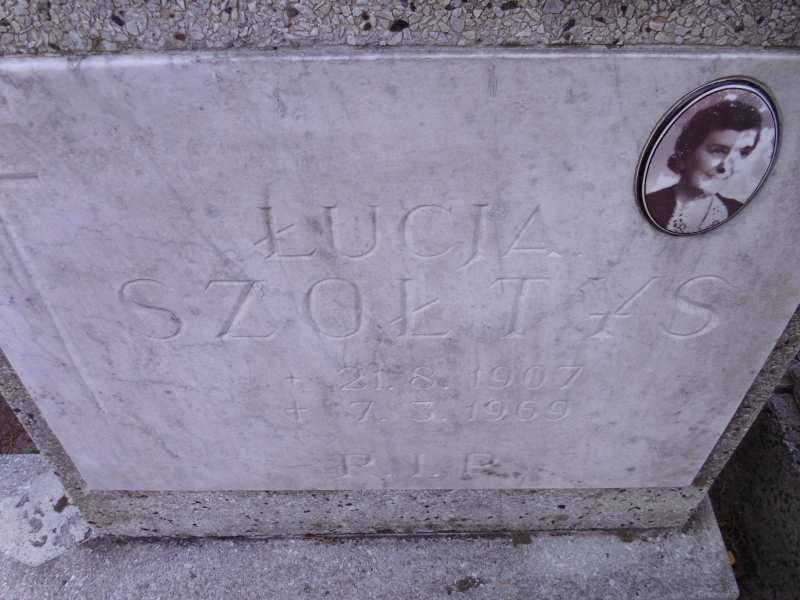 ŁUCJA
SZOŁTYS
+ 21. 8. 1907
+ 7. 3. 1969
R. I. P.